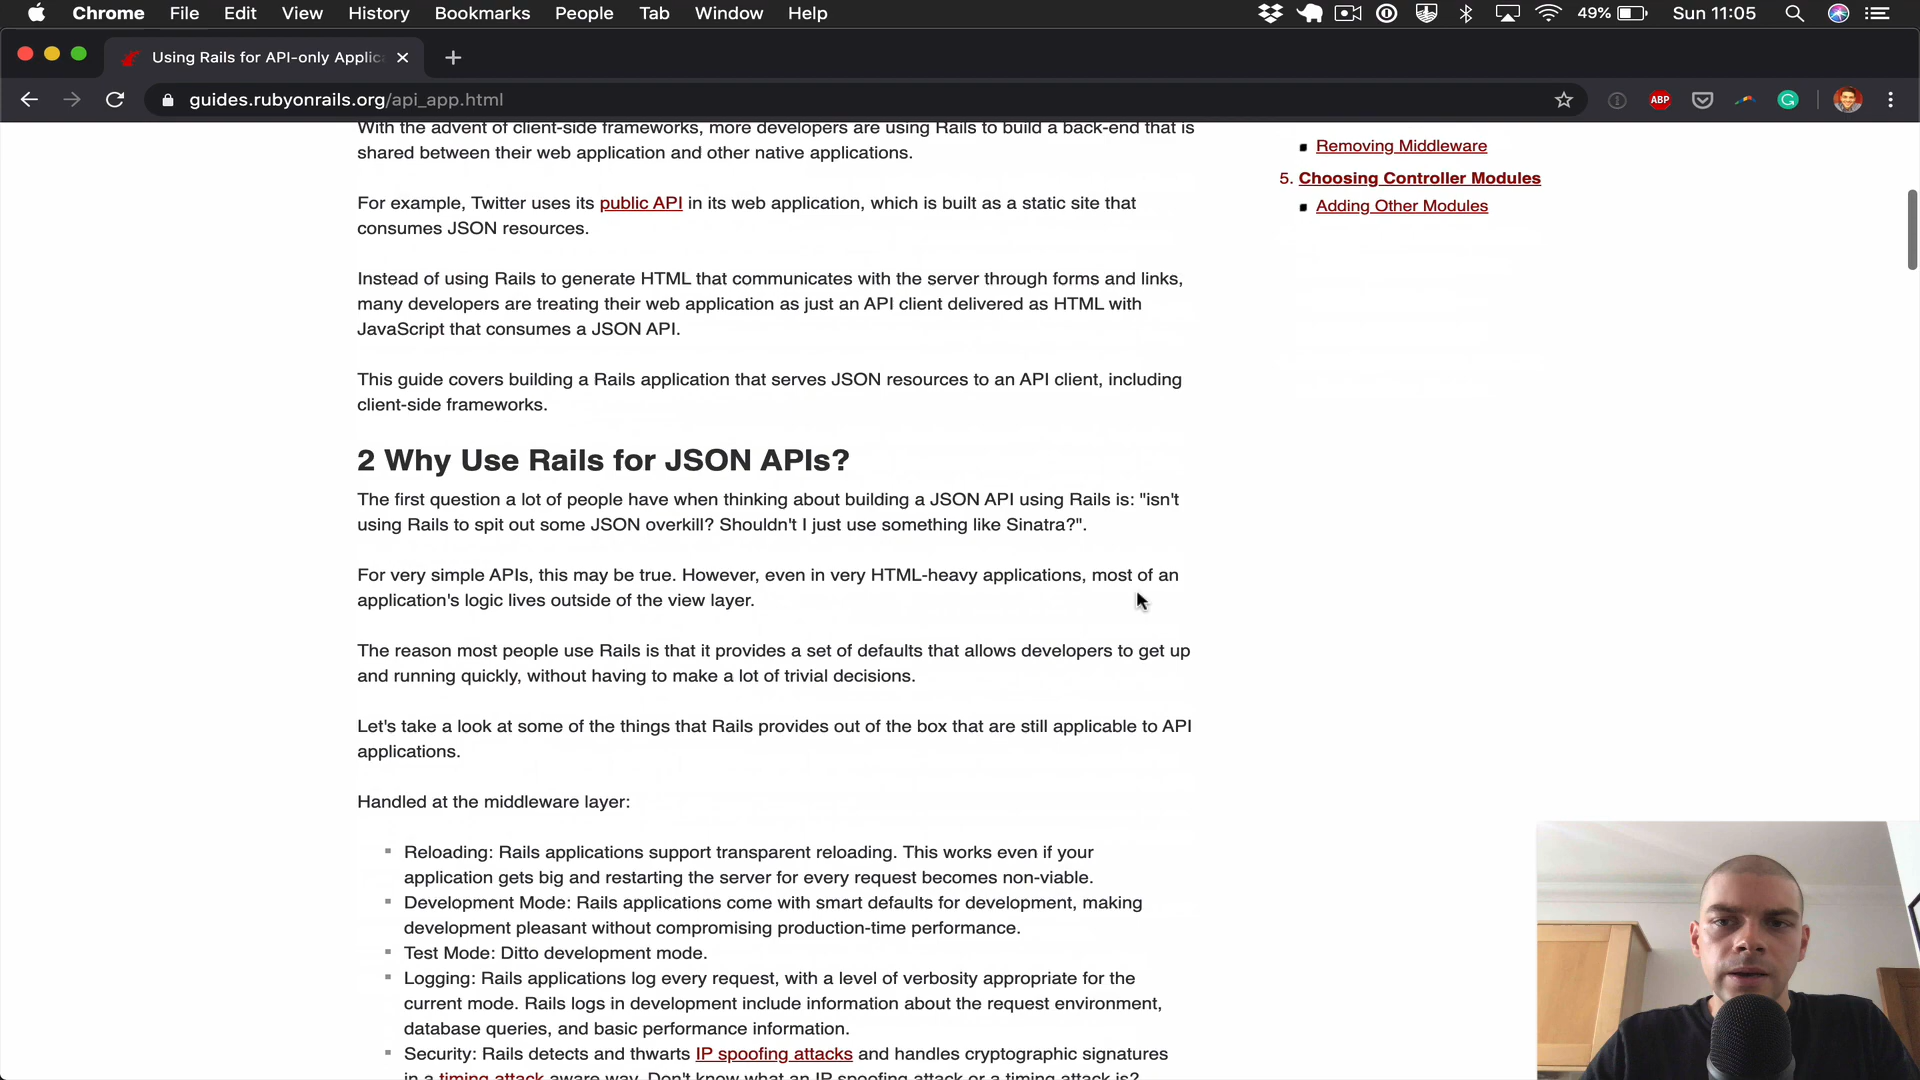 Chrome File Edit View History Bookmarks People Tab Window Help 49% Sun 11:05
Using Rails for API-only Applic
guides.rubyonrails.org/api_app.html
ABP
With the advent of client-side frameworks, more developers are using Rails to build a back-end that is
shared between their web application and other native applications.
For example, Twitter uses its public API in its web application, which is built as a static site that
consumes JSON resources.
Instead of using Rails to generate HTML that communicates with the server through forms and links,
many developers are treating their web application as just an API client delivered as HTML with
JavaScript that consumes a JSON API.
This guide covers building a Rails application that serves JSON resources to an API client, including
client-side frameworks.
2 Why Use Rails for JSON APIs?
The first question a lot of people have when thinking about building a JSON API using Rails is: "isn't
using Rails to spit out some JSON overkill? Shouldn't I just use something like Sinatra?".
For very simple APIs, this may be true. However, even in very HTML-heavy applications, most of an
application's logic lives outside of the view layer.
The reason most people use Rails is that it provides a set of defaults that allows developers to get up
and running quickly, without having to make a lot of trivial decisions.
Let's take a look at some of the things that Rails provides out of the box that are still applicable to API
applications.
Handled at the middleware layer:
Reloading: Rails applications support transparent reloading. This works even if your
application gets big and restarting the server for every request becomes non-viable.
Development Mode: Rails applications come with smart defaults for development, making
development pleasant without compromising production-time performance.
Test Mode: Ditto development mode.
Logging: Rails applications log every request, with a level of verbosity appropriate for the
current mode. Rails logs in development include information about the request environment,
database queries, and basic performance information.
Security: Rails detects and thwarts IP spoofing attacks and handles cryptographic signatures
in a timing attack aware way. Don't know what an IP spoofing attack or a timing attack is?
Removing Middleware
5. Choosing Controller Modules
Adding Other Modules